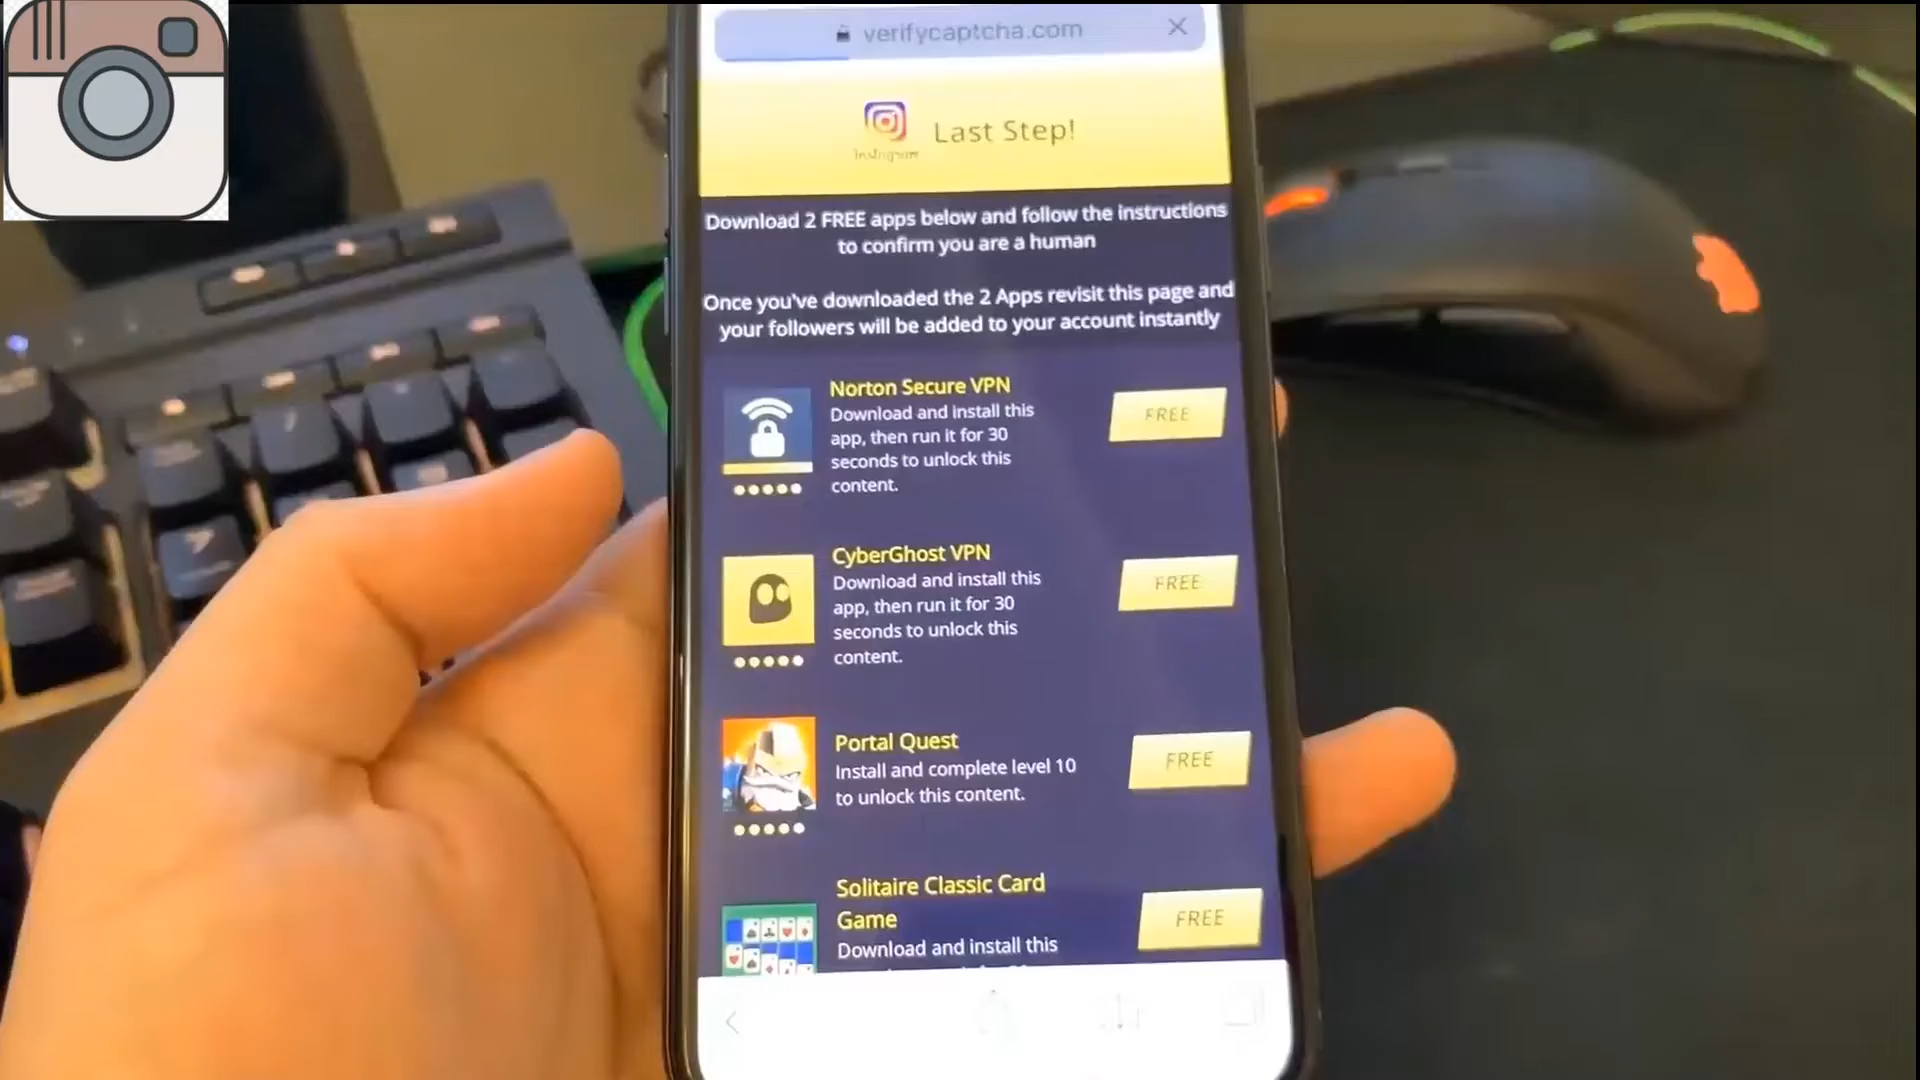 verifycaptcha.com
Instagram
Last Step!
Download 2 FREE apps below and follow the instructions
to confirm you are a human
Once you've downloaded the 2 Apps revisit this page and
your followers will be added to your account instantly
Norton Secure VPN
Download and install this
app, then run it for 30
seconds to unlock this
content.
FREE
CyberGhost VPN
Download and install this
app, then run it for 30
seconds to unlock this
content.
FREE
Portal Quest
Install and complete level 10
to unlock this content.
FREE
Solitaire Classic Card
Game
Download and install this
FREE